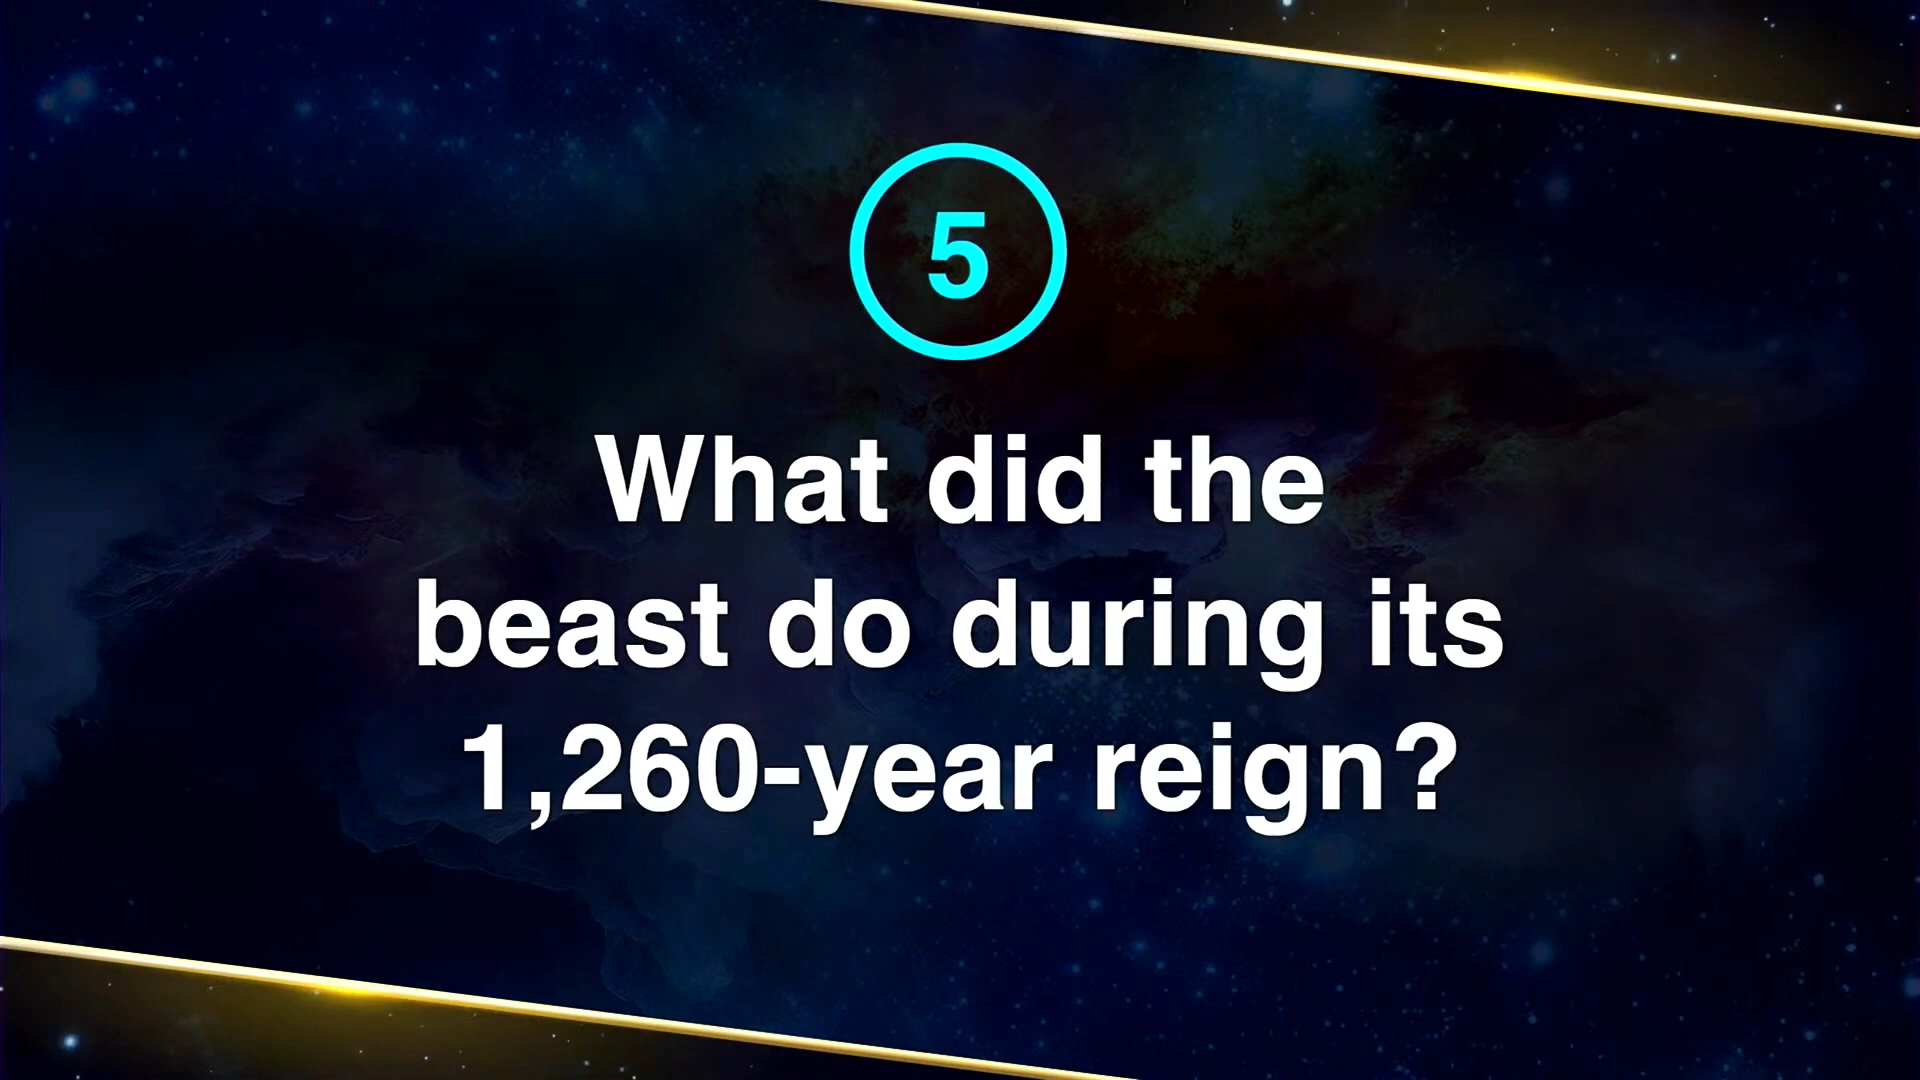 5
What did the
beast do during its
1,260-year reign?